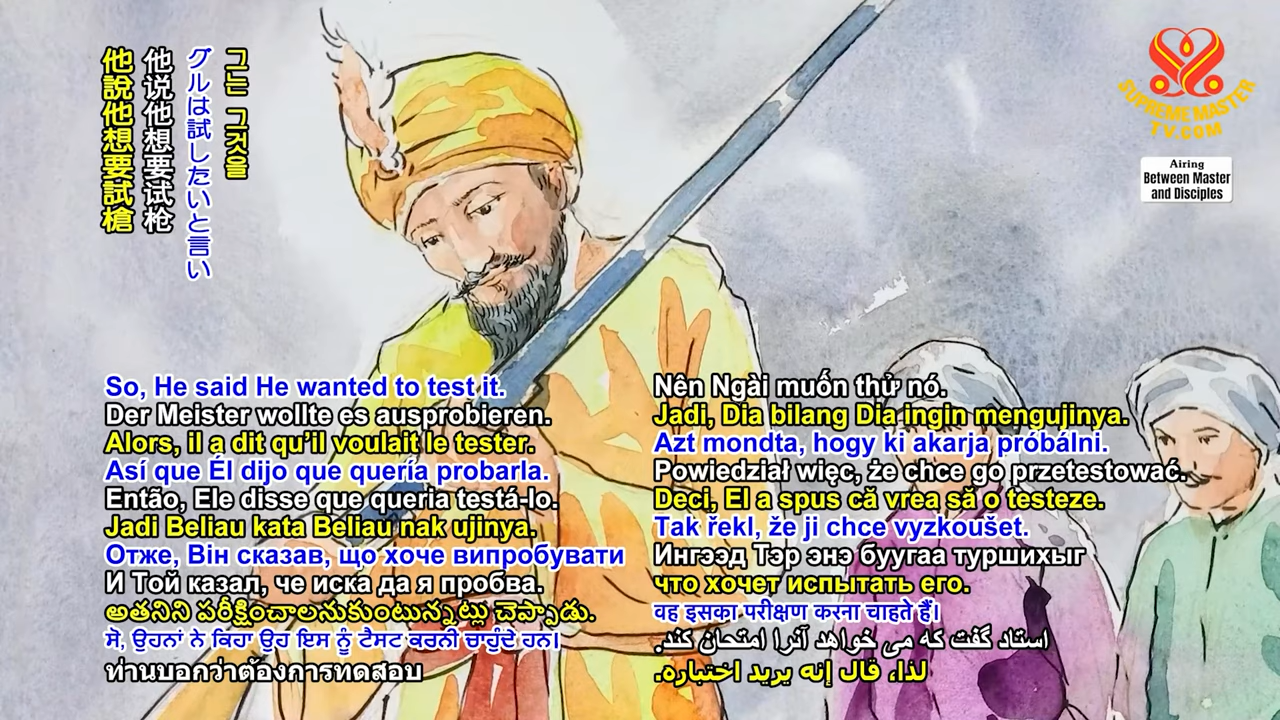 그는 그것을
グルは試したいと言い
他说他想要试枪
他說他想要試槍
SUPREME MASTER
TV.COM
Airing
Between Master
and Disciples
So, He said He wanted to test it.
Der Meister wollte es ausprobieren.
Alors, il a dit qu’il voulait le tester.
Así que Él dijo que quería probarla.
Então, Ele disse que queria testá-lo.
Jadi Beliau kata Beliau nak ujinya.
Отже, Він сказав, що хоче випробувати
И Той казал, че иска да я пробва.
అతనిని పరీక్షించాలనుకుంటున్నట్లు చెప్పాడు.
ਸੋ, ਉਹਨਾਂ ਨੇ ਕਿਹਾ ਉਹ ਇਸ ਨੂੰ ਟੈਸਟ ਕਰਨੀ ਚਾਹੁੰਦੇ ਹਨ।
ท่านบอกว่าต้องการทดสอบ
Nên Ngài muốn thử nó.
Jadi, Dia bilang Dia ingin mengujinya.
Azt mondta, hogy ki akarja próbálni.
Powiedział więc, że chce go przetestować.
Deci, El a spus că vrea să o testeze.
Tak řekl, že ji chce vyzkoušet.
Ингээд Тэр энэ буугаа туршихыг
что хочет испытать его.
वह इसका परीक्षण करना चाहते हैं।
استاد گفت که می خواهد آنرا امتحان کند.
لذا، قال إنه يريد اختباره.